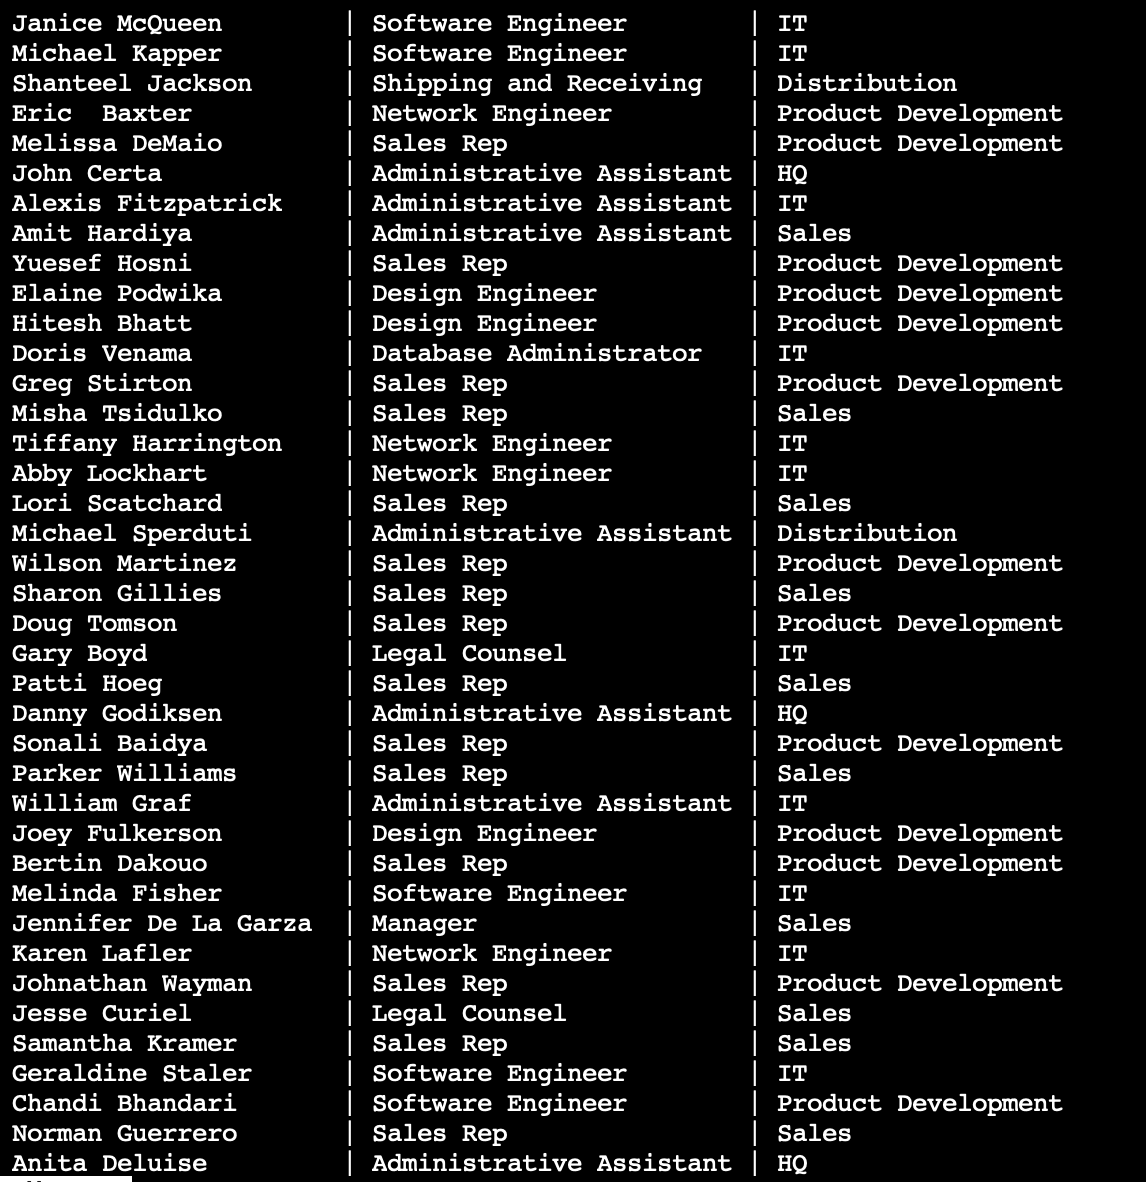 Janice McQueen | Software Engineer | IT
Michael Kapper | Software Engineer | IT
Shanteel Jackson | Shipping and Receiving | Distribution
Eric  Baxter | Network Engineer | Product Development
Melissa DeMaio | Sales Rep | Product Development
John Certa | Administrative Assistant | HQ
Alexis Fitzpatrick | Administrative Assistant | IT
Amit Hardiya | Administrative Assistant | Sales
Yuesef Hosni | Sales Rep | Product Development
Elaine Podwika | Design Engineer | Product Development
Hitesh Bhatt | Design Engineer | Product Development
Doris Venama | Database Administrator | IT
Greg Stirton | Sales Rep | Product Development
Misha Tsidulko | Sales Rep | Sales
Tiffany Harrington | Network Engineer | IT
Abby Lockhart | Network Engineer | IT
Lori Scatchard | Sales Rep | Sales
Michael Sperduti | Administrative Assistant | Distribution
Wilson Martinez | Sales Rep | Product Development
Sharon Gillies | Sales Rep | Sales
Doug Tomson | Sales Rep | Product Development
Gary Boyd | Legal Counsel | IT
Patti Hoeg | Sales Rep | Sales
Danny Godiksen | Administrative Assistant | HQ
Sonali Baidya | Sales Rep | Product Development
Parker Williams | Sales Rep | Sales
William Graf | Administrative Assistant | IT
Joey Fulkerson | Design Engineer | Product Development
Bertin Dakouo | Sales Rep | Product Development
Melinda Fisher | Software Engineer | IT
Jennifer De La Garza | Manager | Sales
Karen Lafler | Network Engineer | IT
Johnathan Wayman | Sales Rep | Product Development
Jesse Curiel | Legal Counsel | Sales
Samantha Kramer | Sales Rep | Sales
Geraldine Staler | Software Engineer | IT
Chandi Bhandari | Software Engineer | Product Development
Norman Guerrero | Sales Rep | Sales
Anita Deluise | Administrative Assistant | HQ